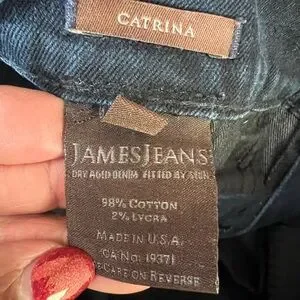 CATRINA
JAMES JEANS
DRY AGED DENIM FITTED BY SEUN
98% COTTON
2% LYCRA
MADE IN U.S.A.
CA NO. 19371
CARE ON REVERSE